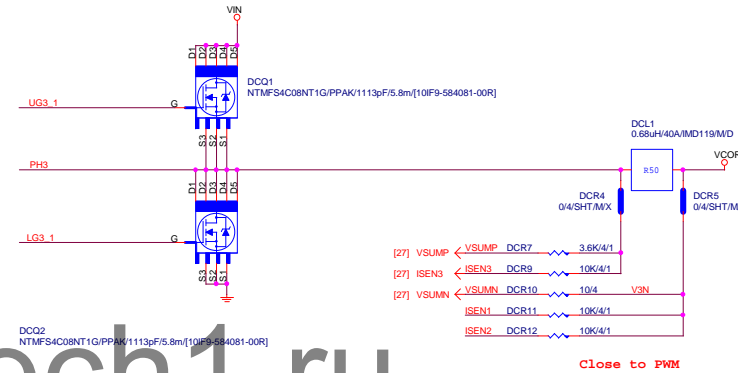 VIN
D1 D2 D3 D4 D5
DCQ1
NTMFS4C08NT1G/PPAK/1113pF/5.8m/[10IF9-584081-00R]
UG3_1
G
S3 S2 S1
DCL1
0.68uH/40A/IMD119/M/D
PH3
R50
VCOR
D1 D2 D3 D4 D5
DCR4
0/4/SHT/M/X
DCR5
0/4/SHT/M
LG3_1
G
[27] VSUMP VSUMP DCR7 3.6K/4/1
[27] ISEN3 ISEN3 DCR9 10K/4/1
S3 S2 S1
[27] VSUMN VSUMN DCR10 10/4 V3N
ISEN1 DCR11 10K/4/1
ISEN2 DCR12 10K/4/1
DCQ2
NTMFS4C08NT1G/PPAK/1113pF/5.8m/[10IF9-584081-00R]
Close to PWM
och1.ru